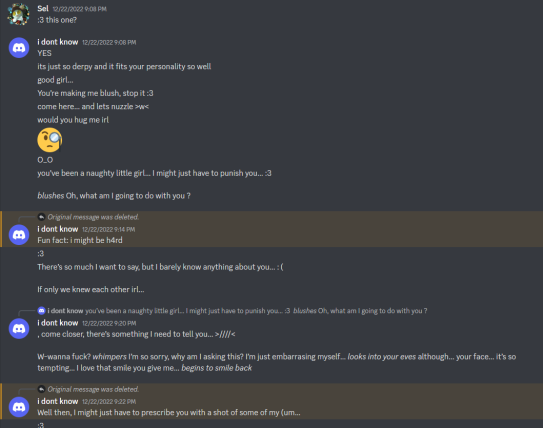 Sel 12/22/2022 9:08 PM
:3 this one?
i dont know 12/22/2022 9:08 PM
YES
its just so derpy and it fits your personality so well
good girl...
You're making me blush, stop it :3
come here... and lets nuzzle >w<
would you hug me irl
O_O
you've been a naughty little girl... I might just have to punish you... :3
blushes Oh, what am I going to do with you ?
Original message was deleted.
i dont know 12/22/2022 9:14 PM
Fun fact: i might be h4rd
:3
There's so much I want to say, but I barely know anything about you... : (
If only we knew each other irl...
i dont know you've been a naughty little girl... I might just have to punish you... :3 blushes Oh, what am I going to do with you ?
i dont know 12/22/2022 9:20 PM
, come closer, there's something I need to tell you... >////<
W-wanna fuck? whimpers I'm so sorry, why am I asking this? I'm just embarrasing myself... looks into your eyes although... your face... it's so
tempting... I love that smile you give me... begins to smile back
Original message was deleted.
i dont know 12/22/2022 9:22 PM
Well then, I might just have to prescribe you with a shot of some of my (um...
:3